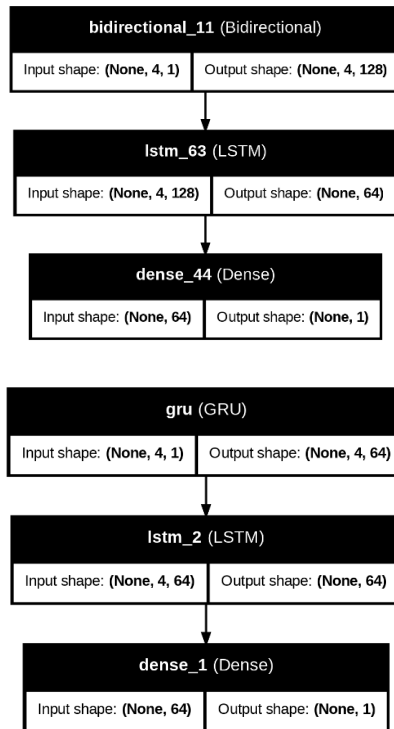 bidirectional_11 (Bidirectional)
Input shape: (None, 4, 1) Output shape: (None, 4, 128)
lstm_63 (LSTM)
Input shape: (None, 4, 128) Output shape: (None, 64)
dense_44 (Dense)
Input shape: (None, 64) Output shape: (None, 1)
gru (GRU)
Input shape: (None, 4, 1) Output shape: (None, 4, 64)
lstm_2 (LSTM)
Input shape: (None, 4, 64) Output shape: (None, 64)
dense_1 (Dense)
Input shape: (None, 64) Output shape: (None, 1)